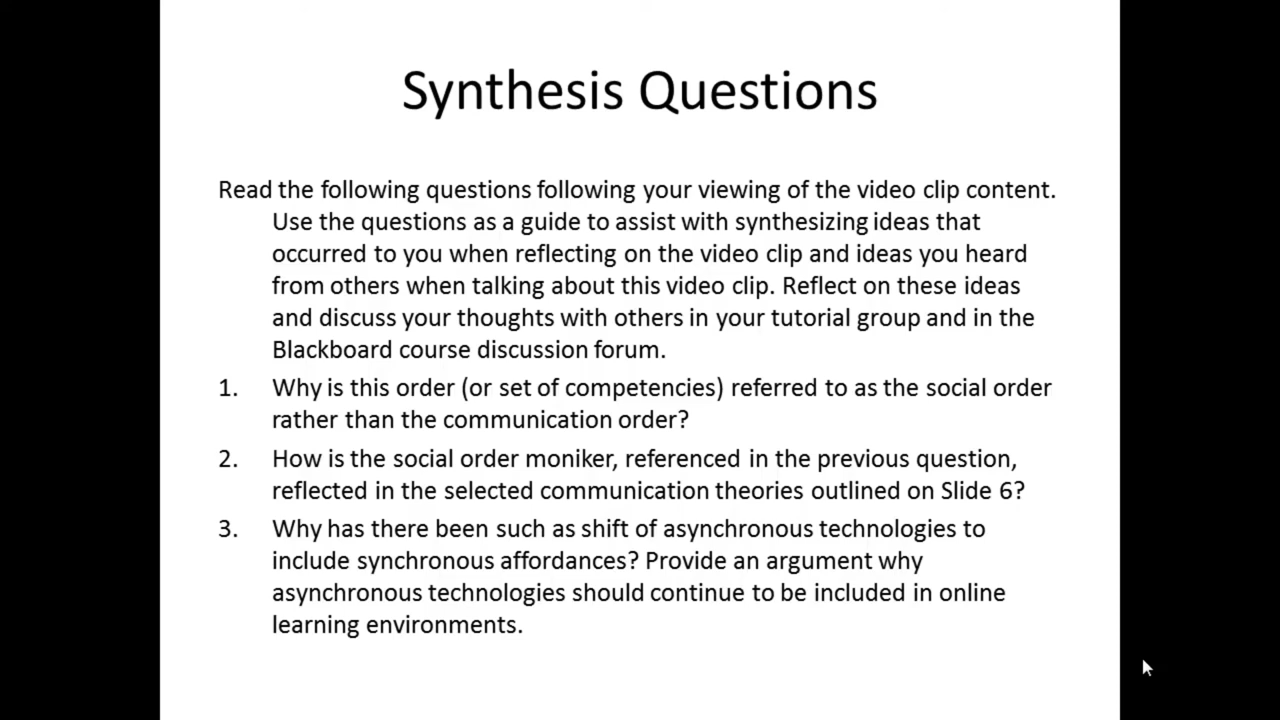 Synthesis Questions
Read the following questions following your viewing of the video clip content.
Use the questions as a guide to assist with synthesizing ideas that
occurred to you when reflecting on the video clip and ideas you heard
from others when talking about this video clip. Reflect on these ideas
and discuss your thoughts with others in your tutorial group and in the
Blackboard course discussion forum.
1. Why is this order (or set of competencies) referred to as the social order
rather than the communication order?
2. How is the social order moniker, referenced in the previous question,
reflected in the selected communication theories outlined on Slide 6?
3. Why has there been such as shift of asynchronous technologies to
include synchronous affordances? Provide an argument why
asynchronous technologies should continue to be included in online
learning environments.